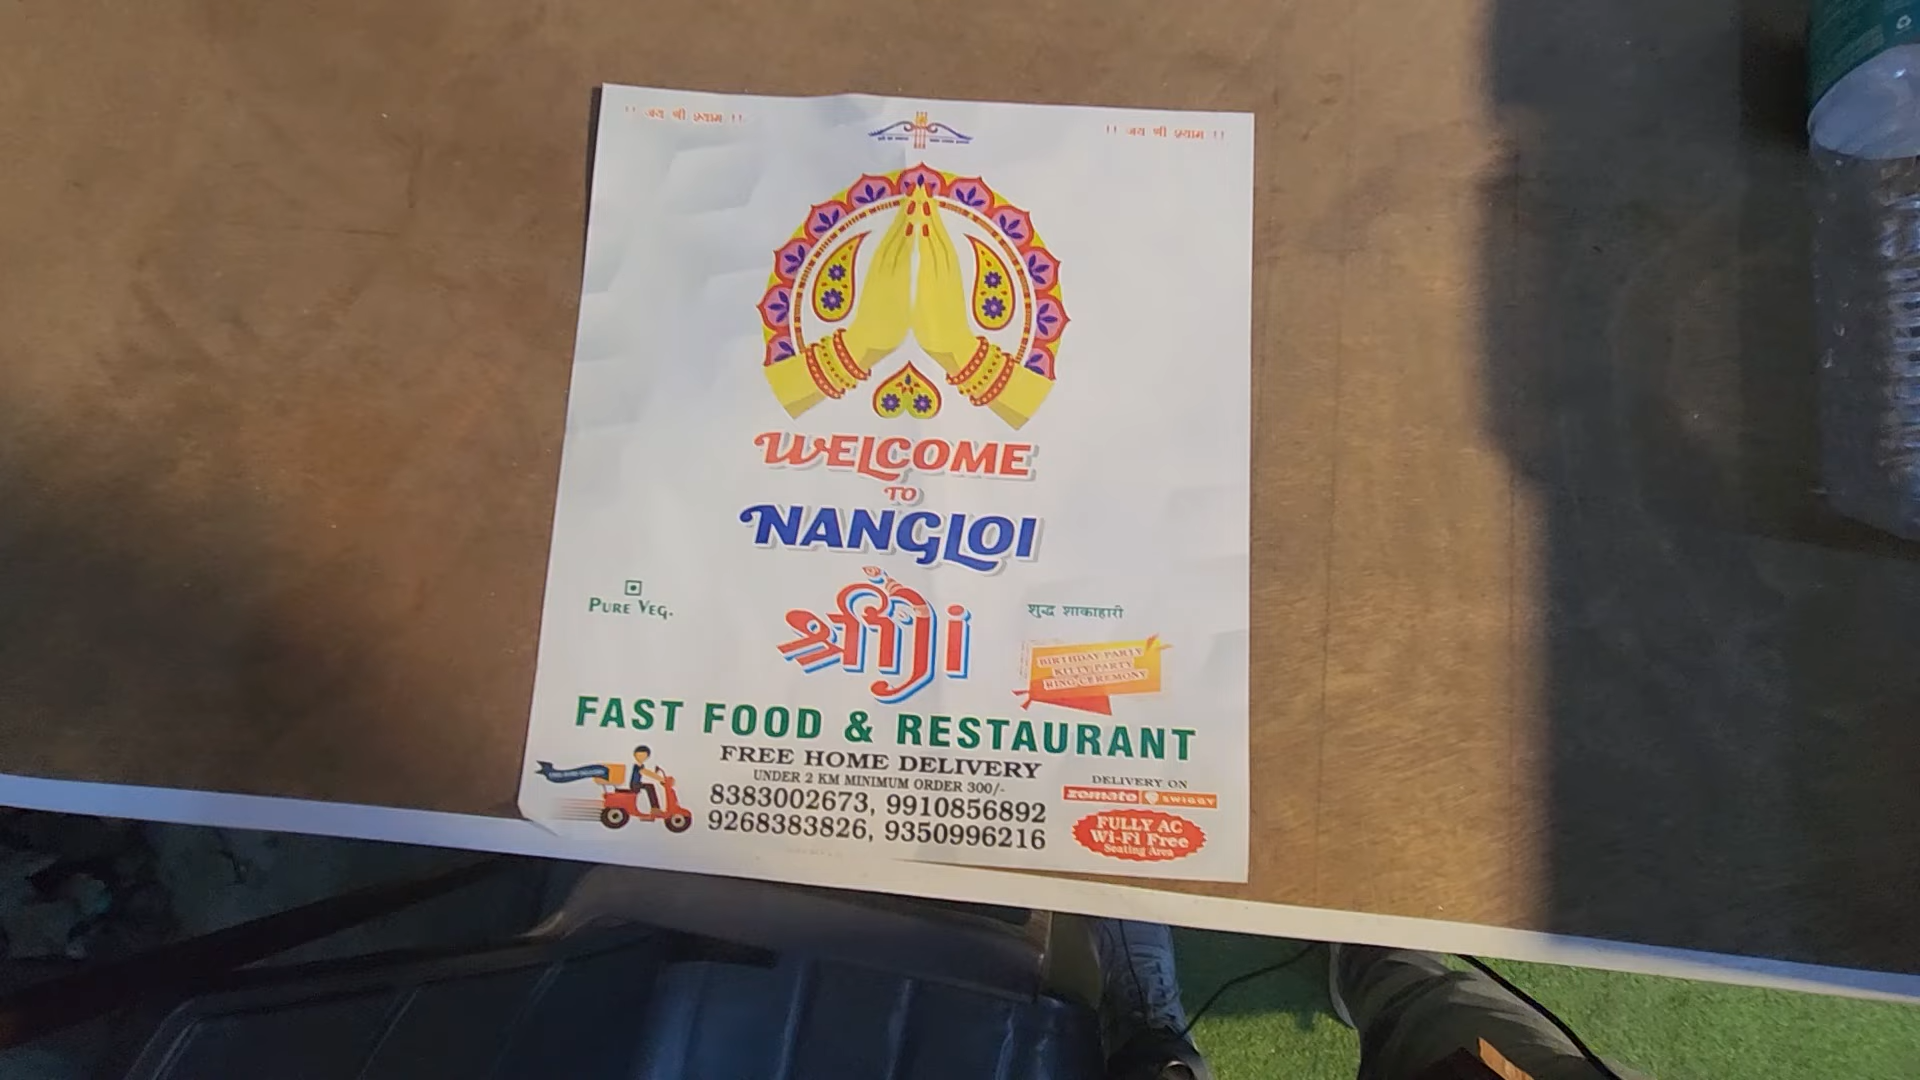 !! जय श्री श्याम !!
!! जय श्री श्याम !!
WELCOME
TO
NANGLOI
PURE VEG.
श्रीJi
शुद्ध शाकाहारी
BIRTHDAY PARTY
KITTY PARTY
RING CEREMONY
FAST FOOD & RESTAURANT
FREE HOME DELIVERY
UNDER 2 KM MINIMUM ORDER 300/-
8383002673, 9910856892
9268383826, 9350996216
DELIVERY ON
zomato SWIGGY
FULLY AC
Wi-Fi Free
Seating Area